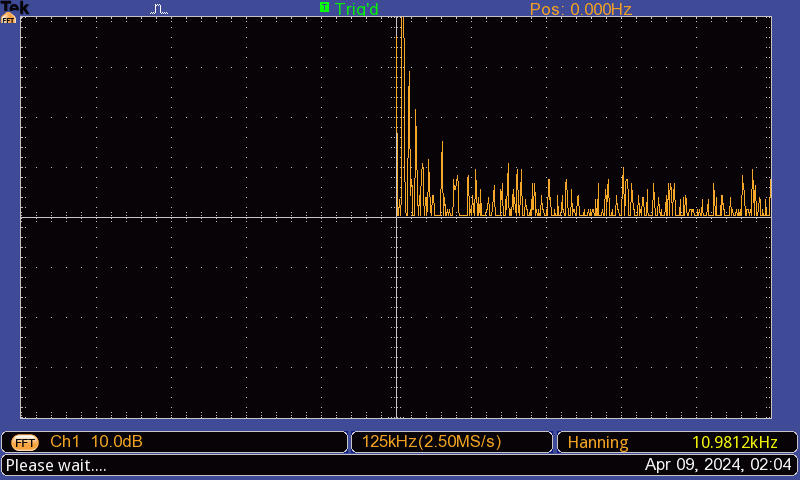 Tek T Trig'd Pos: 0.000Hz
FFT
FFT Ch1 10.0dB 125kHz(2.50MS/s) Hanning 10.9812kHz
Please wait.... Apr 09, 2024, 02:04